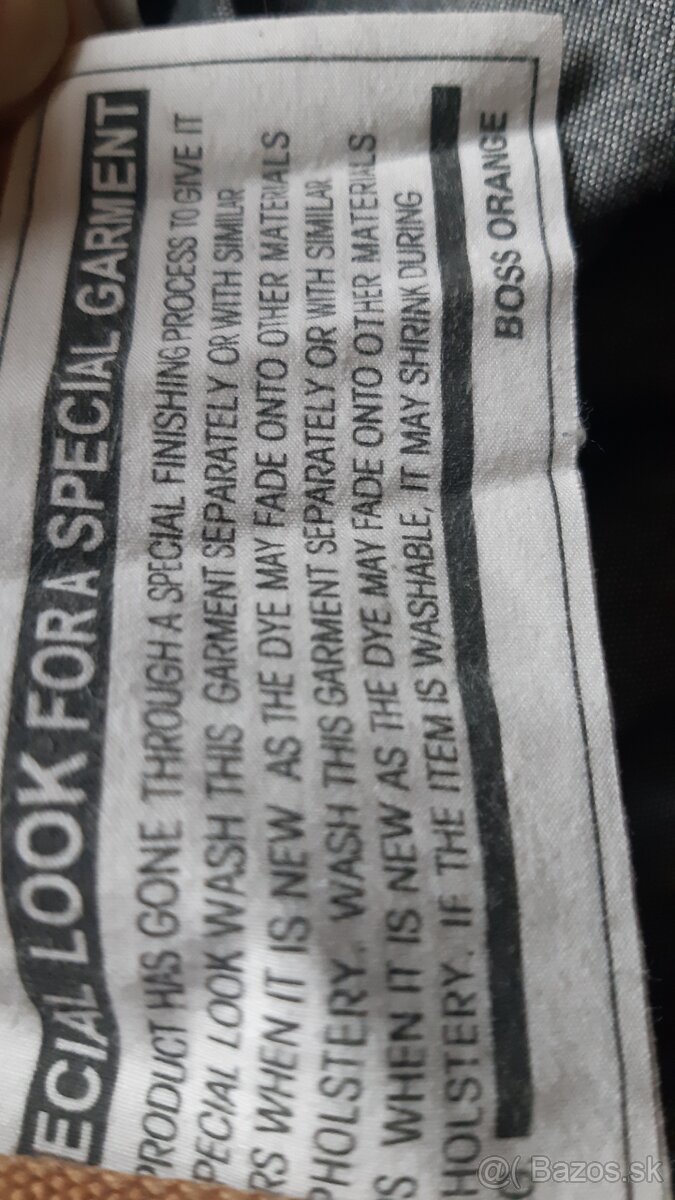 ECIAL LOOK FOR A SPECIAL GARMENT
PRODUCT HAS GONE THROUGH A SPECIAL FINISHING PROCESS TO GIVE IT
PECIAL LOOK WASH THIS GARMENT SEPARATELY OR WITH SIMILAR
RS WHEN IT IS NEW. AS THE DYE MAY FADE ONTO OTHER MATERIALS
PHOLSTERY.. WASH THIS GARMENT SEPARATELY OR WITH SIMILAR
S WHEN IT IS NEW AS THE DYE MAY FADE ONTO OTHER MATERIALS
HOLSTERY. IF THE ITEM IS WASHABLE, IT MAY SHRINK DURING
BOSS ORANGE
@( Bazos.sk